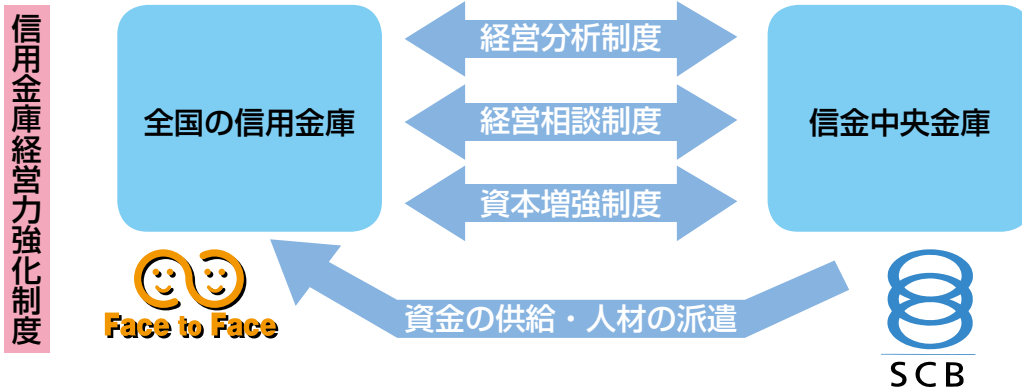 信用金庫経営力強化制度
全国の信用金庫
経営分析制度
経営相談制度
資本増強制度
信金中央金庫
資金の供給・人材の派遣
Face to Face
SCB